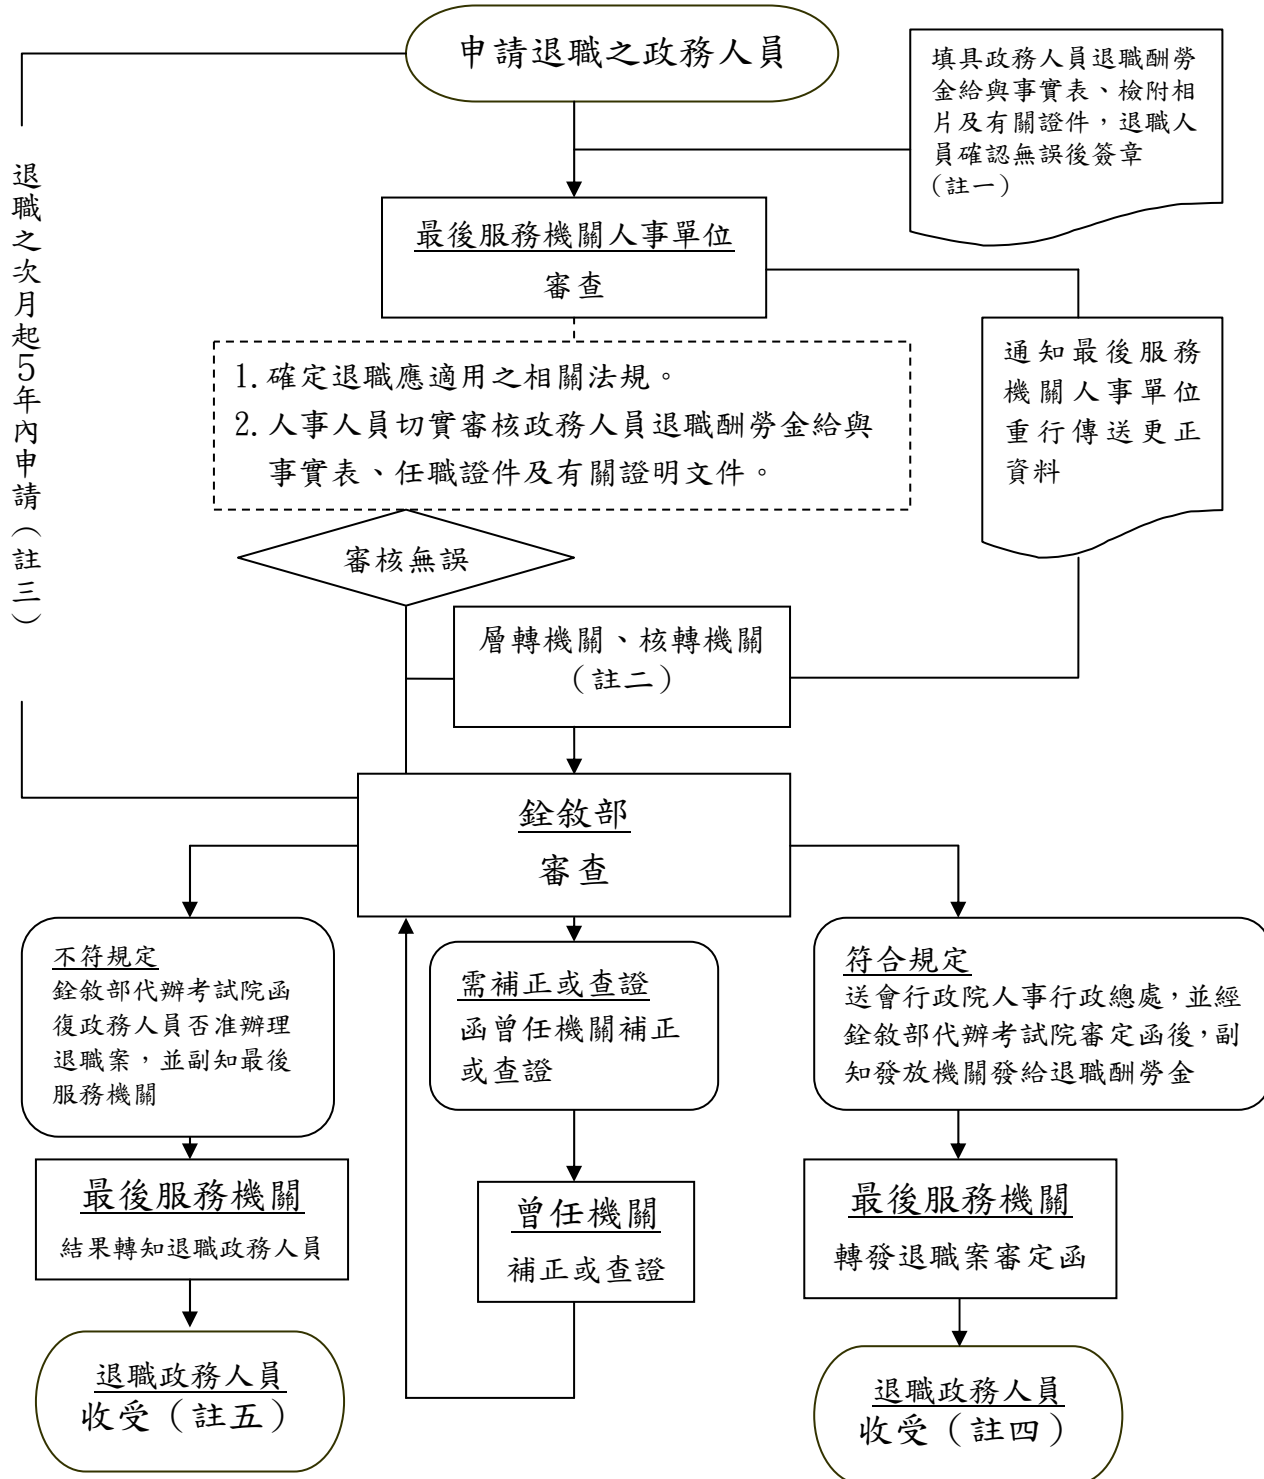 申請退職之政務人員
填具政務人員退職酬勞
金給與事實表、檢附相
片及有關證件，退職人
員確認無誤後簽章
(註一)
退職之次月起5年內申請（註三）
最後服務機關人事單位
審查
1. 確定退職應適用之相關法規。
2. 人事人員切實審核政務人員退職酬勞金給與
事實表、任職證件及有關證明文件。
通知最後服務
機關人事單位
重行傳送更正
資料
審核無誤
層轉機關、核轉機關
（註二）
銓敘部
審查
不符規定
銓敘部代辦考試院函
復政務人員否准辦理
退職案，並副知最後
服務機關
需補正或查證
函曾任機關補正
或查證
符合規定
送會行政院人事行政總處，並經
銓敘部代辦考試院審定函後，副
知發放機關發給退職酬勞金
最後服務機關
結果轉知退職政務人員
曾任機關
補正或查證
最後服務機關
轉發退職案審定函
退職政務人員
收受（註五）
退職政務人員
收受（註四）